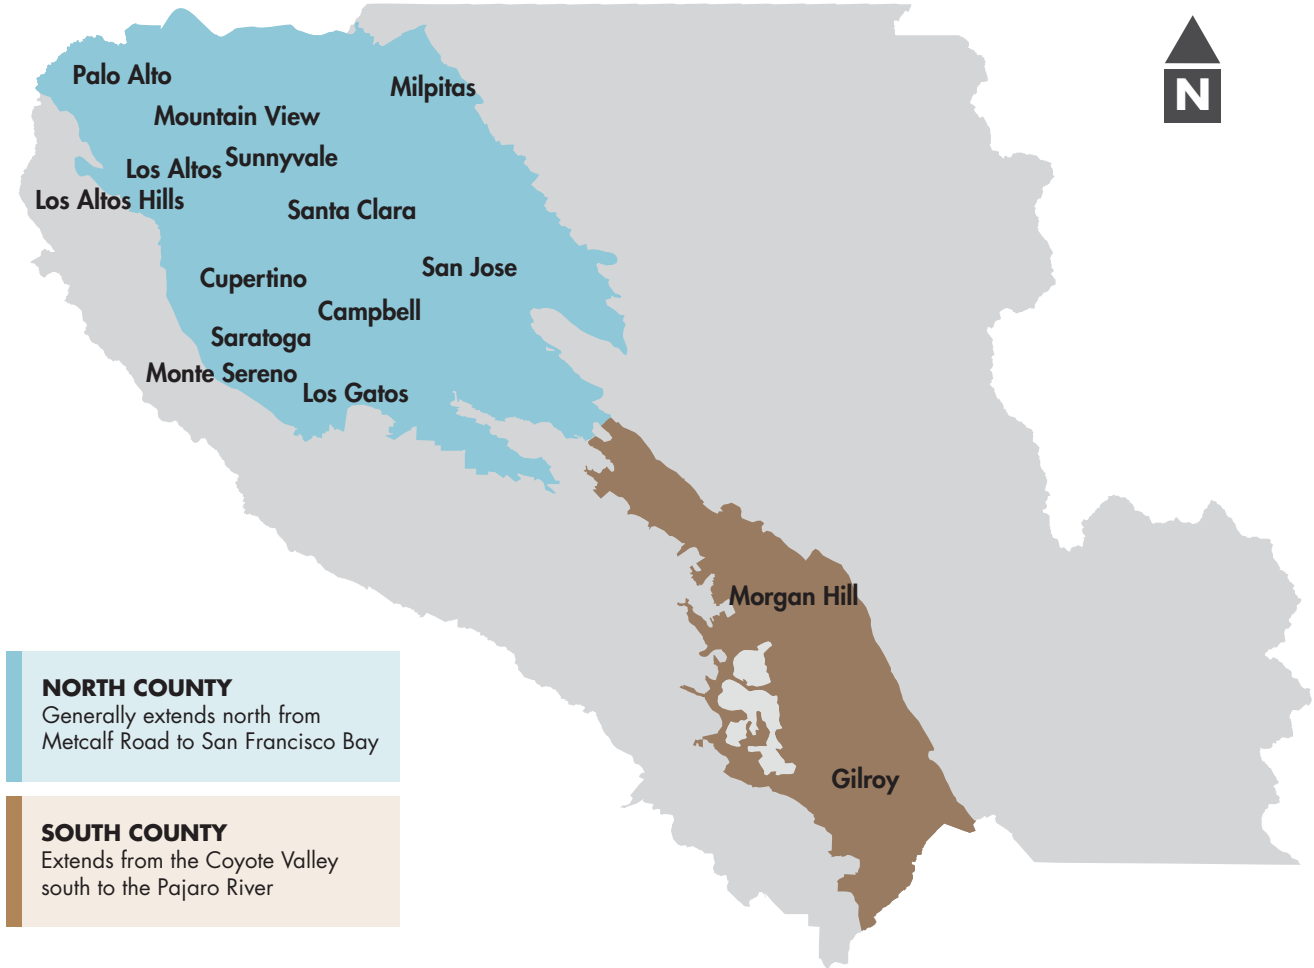 N
Palo Alto
Milpitas
Mountain View
Sunnyvale
Los Altos
Los Altos Hills
Santa Clara
San Jose
Cupertino
Campbell
Saratoga
Monte Sereno
Los Gatos
Morgan Hill
Gilroy
NORTH COUNTY
Generally extends north from
Metcalf Road to San Francisco Bay
SOUTH COUNTY
Extends from the Coyote Valley
south to the Pajaro River